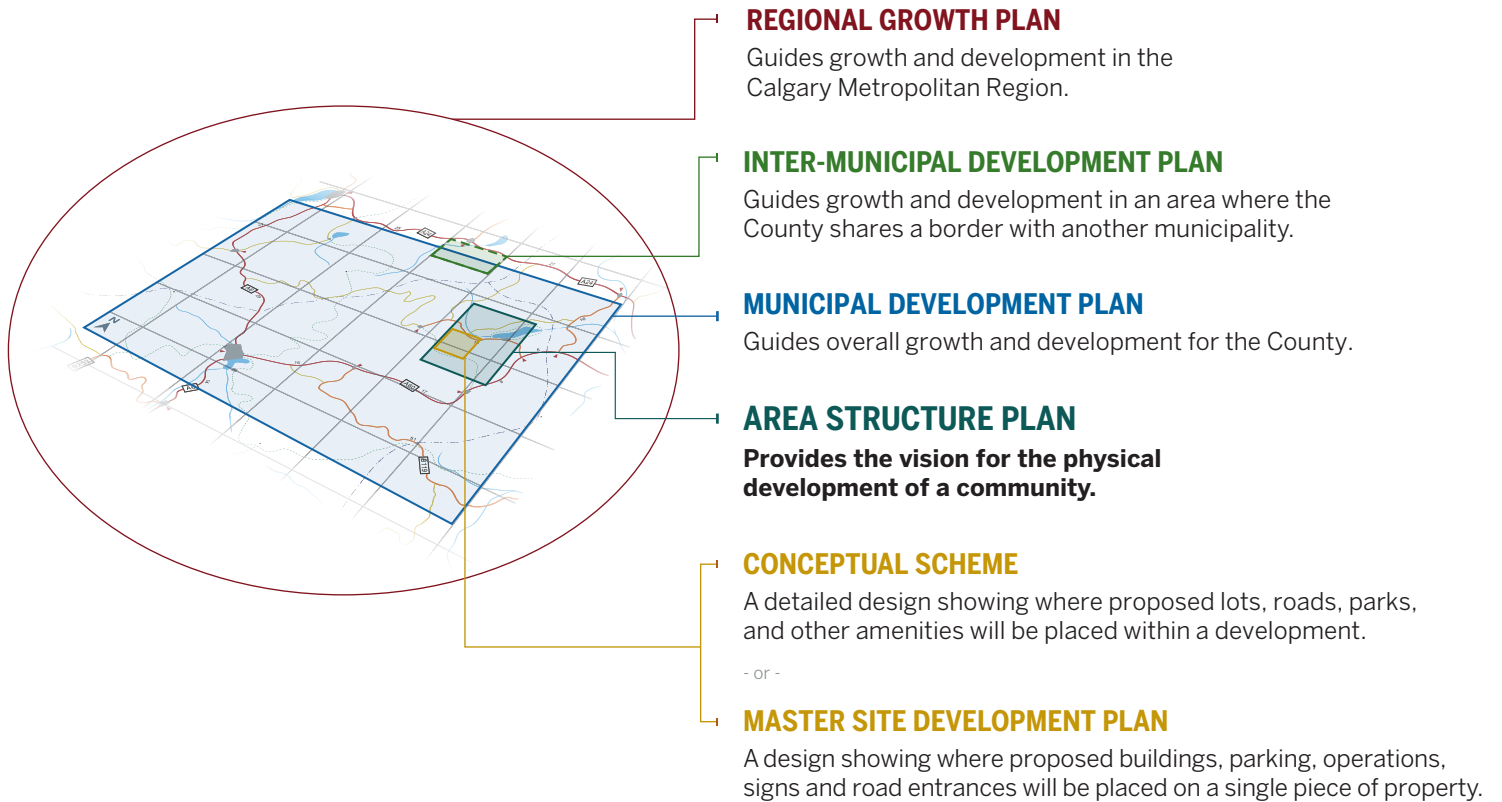 REGIONAL GROWTH PLAN
Guides growth and development in the
Calgary Metropolitan Region.
INTER-MUNICIPAL DEVELOPMENT PLAN
Guides growth and development in an area where the
County shares a border with another municipality.
MUNICIPAL DEVELOPMENT PLAN
Guides overall growth and development for the County.
AREA STRUCTURE PLAN
Provides the vision for the physical
development of a community.
CONCEPTUAL SCHEME
A detailed design showing where proposed lots, roads, parks,
and other amenities will be placed within a development.
- or -
MASTER SITE DEVELOPMENT PLAN
A design showing where proposed buildings, parking, operations,
signs and road entrances will be placed on a single piece of property.
N
B119